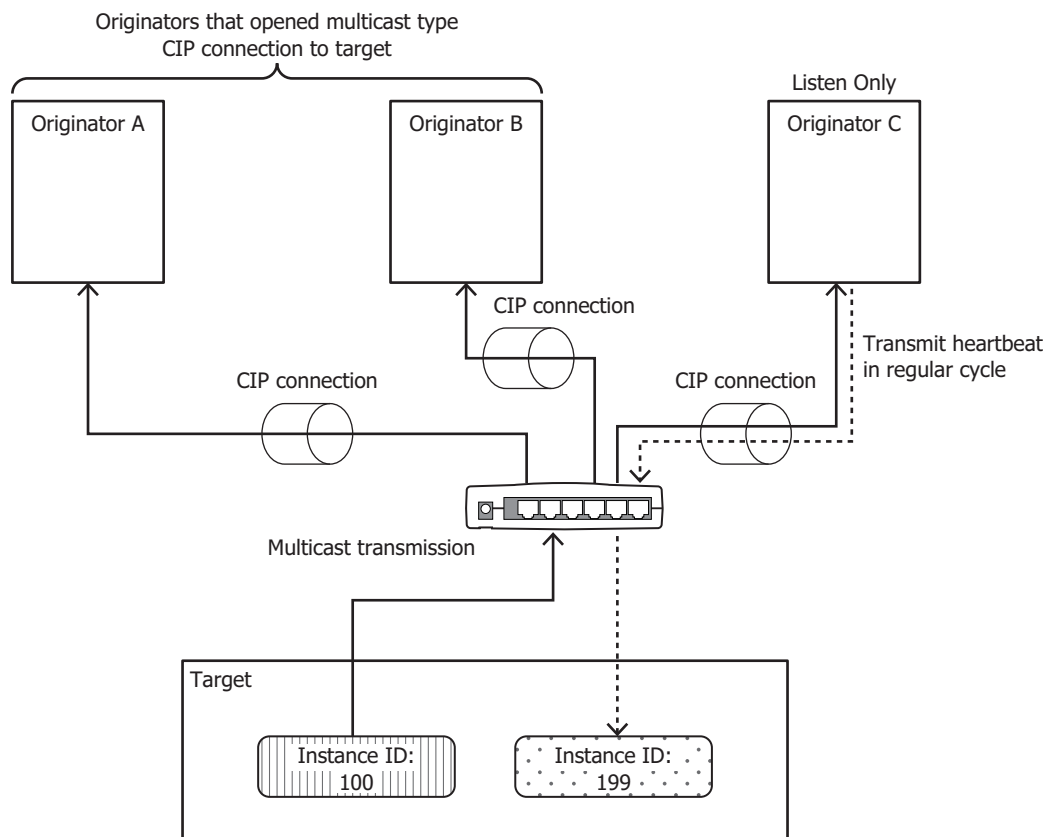 Originators that opened multicast type
CIP connection to target
Listen Only
Originator A
Originator B
Originator C
CIP connection
Transmit heartbeat
in regular cycle
CIP connection
CIP connection
Multicast transmission
Target
Instance ID:
100
Instance ID:
199